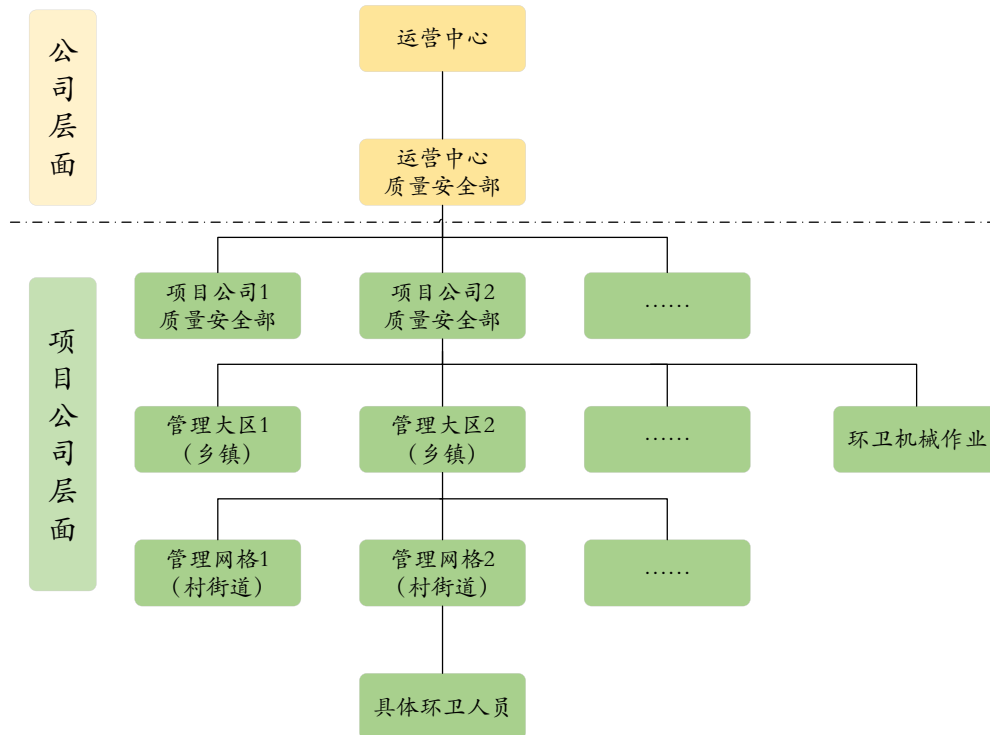 公司层面
运营中心
运营中心
质量安全部
项目公司层面
项目公司1
质量安全部
项目公司2
质量安全部
……
管理大区1
（乡镇）
管理大区2
（乡镇）
……
环卫机械作业
管理网格1
（村街道）
管理网格2
（村街道）
……
具体环卫人员